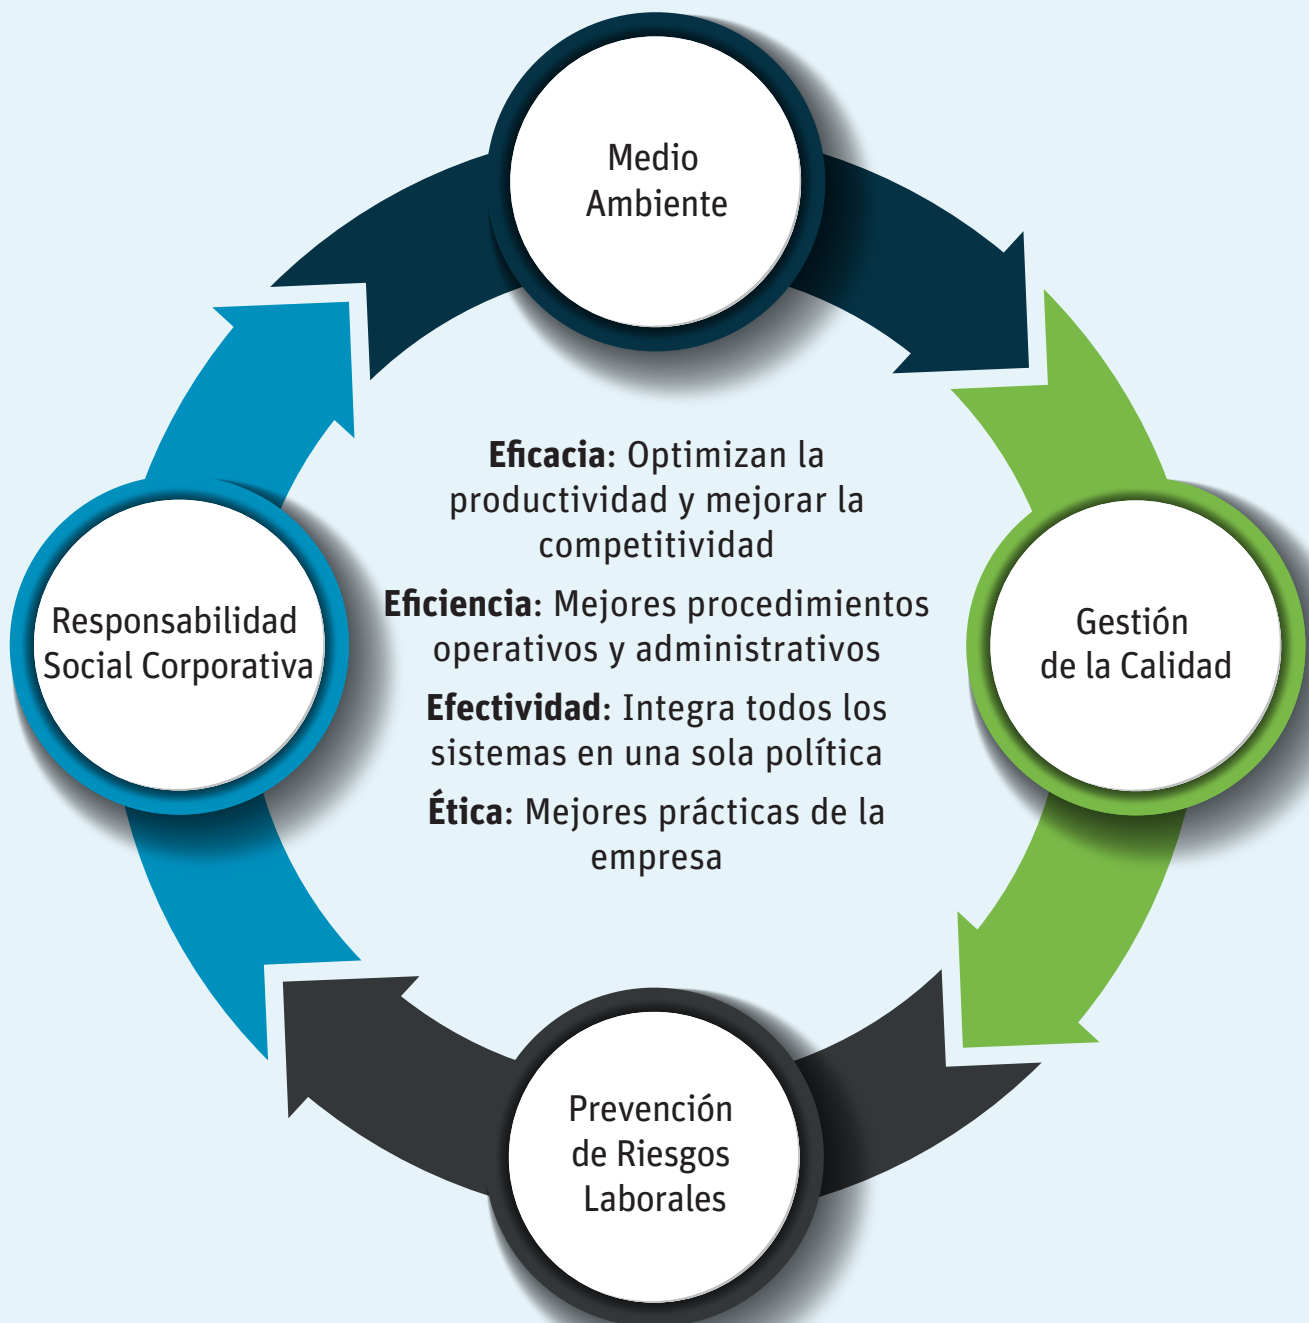 Medio
Ambiente
Eficacia: Optimizan la
productividad y mejorar la
competitividad
Eficiencia: Mejores procedimientos
operativos y administrativos
Efectividad: Integra todos los
sistemas en una sola política
Ética: Mejores prácticas de la
empresa
Responsabilidad
Social Corporativa
Gestión
de la Calidad
Prevención
de Riesgos
Laborales